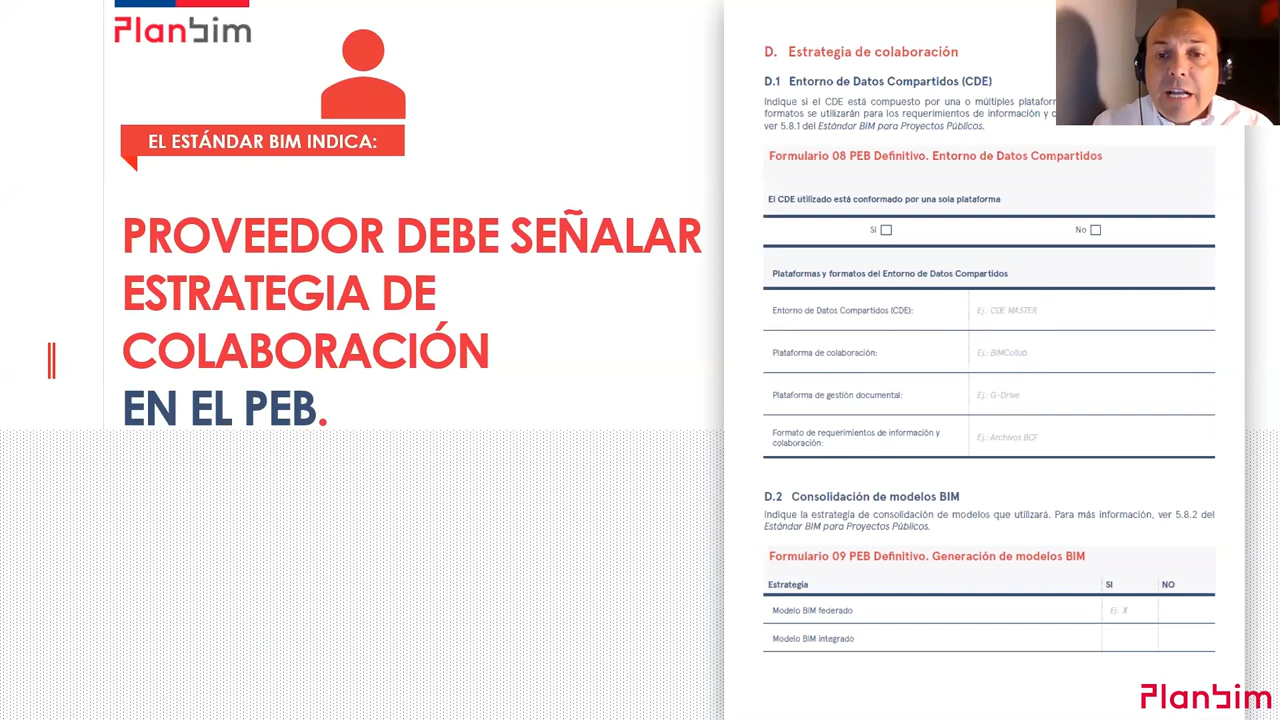 Planbim
EL ESTÁNDAR BIM INDICA:
PROVEEDOR DEBE SEÑALAR
ESTRATEGIA DE
COLABORACIÓN
EN EL PEB.
D. Estrategia de colaboración
D.1 Entorno de Datos Compartidos (CDE)
Indique si el CDE está compuesto por una o múltiples
formatos se utilizarán para los requerimientos de información y
ver 5.8.1 del Estándar BIM para Proyectos Públicos.
Formulario 08 PEB Definitivo. Entorno de Datos Compartidos
El CDE utilizado está conformado por una sola plataforma
Sí No
Plataformas y formatos del Entorno de Datos Compartidos
Entorno de Datos Compartidos (CDE): Ej.: CDE MASTER
Plataforma de colaboración: Ej.: BIMCollab
Plataforma de gestión documental: Ej.: G-Drive
Formato de requerimientos de información y
colaboración: Ej.: Archivos BCF
D.2 Consolidación de modelos BIM
Indique la estrategia de consolidación de modelos que utilizará. Para más información, ver 5.8.2 del
Estándar BIM para Proyectos Públicos.
Formulario 09 PEB Definitivo. Generación de modelos BIM
Estrategia SI NO
Modelo BIM federado Ej: X
Modelo BIM integrado
Planbim